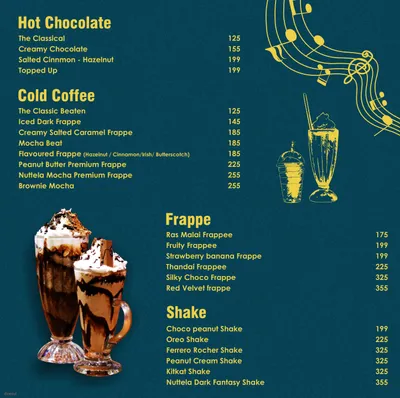 Hot Chocolate
The Classical 125
Creamy Chocolate 155
Salted Cinnmon - Hazelnut 199
Topped Up 199
Cold Coffee
The Classic Beaten 125
Iced Dark Frappe 145
Creamy Salted Caramel Frappe 185
Mocha Beat 185
Flavoured Frappe (Hazelnut / Cinnamon/Irish/ Butterscotch) 185
Peanut Butter Premium Frappe 225
Nuttela Mocha Premium Frappe 255
Brownie Mocha 255
Frappe
Ras Malai Frappee 175
Fruity Frappee 199
Strawberry banana Frappe 199
Thandai Frappee 225
Silky Choco Frappe 325
Red Velvet frappe 355
Shake
Choco peanut Shake 199
Oreo Shake 225
Ferrero Rocher Shake 325
Peanut Cream Shake 325
Kitkat Shake 325
Nuttela Dark Fantasy Shake 355